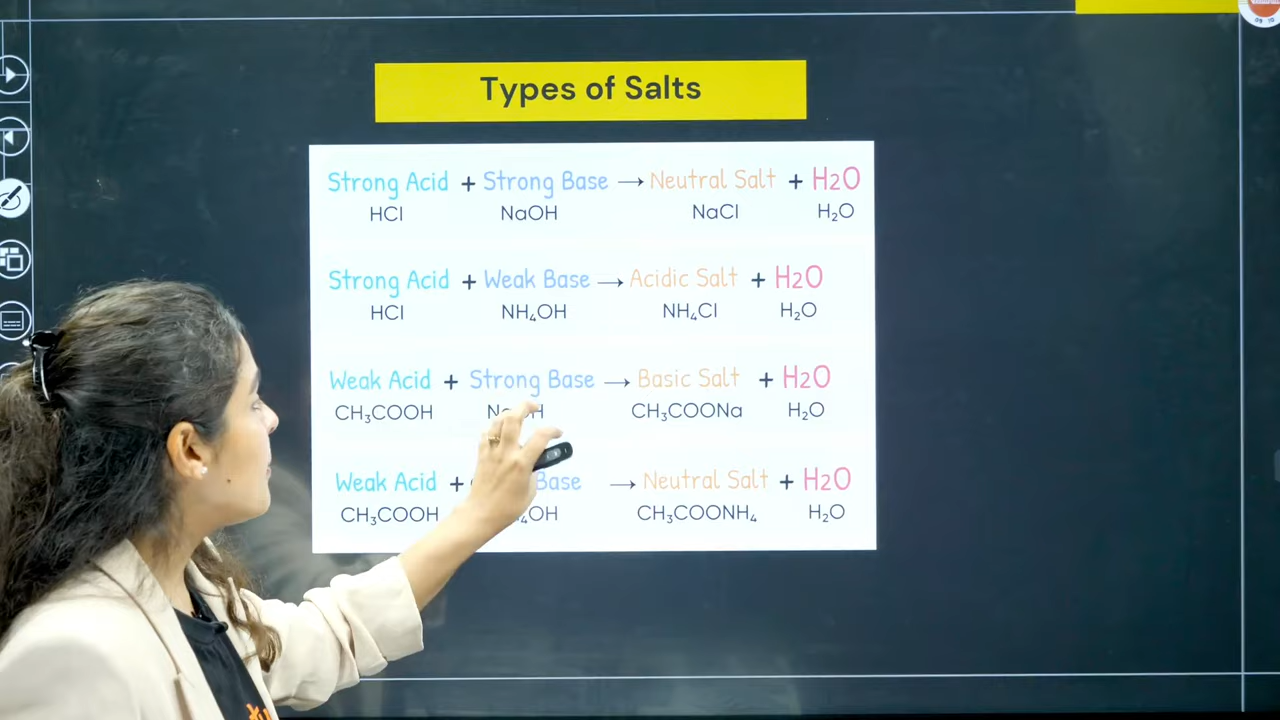 Types of Salts
Strong Acid + Strong Base → Neutral Salt + H2O
HCl NaOH NaCl H₂O
Strong Acid + Weak Base → Acidic Salt + H2O
HCl NH₄OH NH₄Cl H₂O
Weak Acid + Strong Base → Basic Salt + H2O
CH₃COOH CH₃COONa H₂O
Weak Acid + Base → Neutral Salt + H2O
CH₃COOH CH₃COONH₄ H₂O